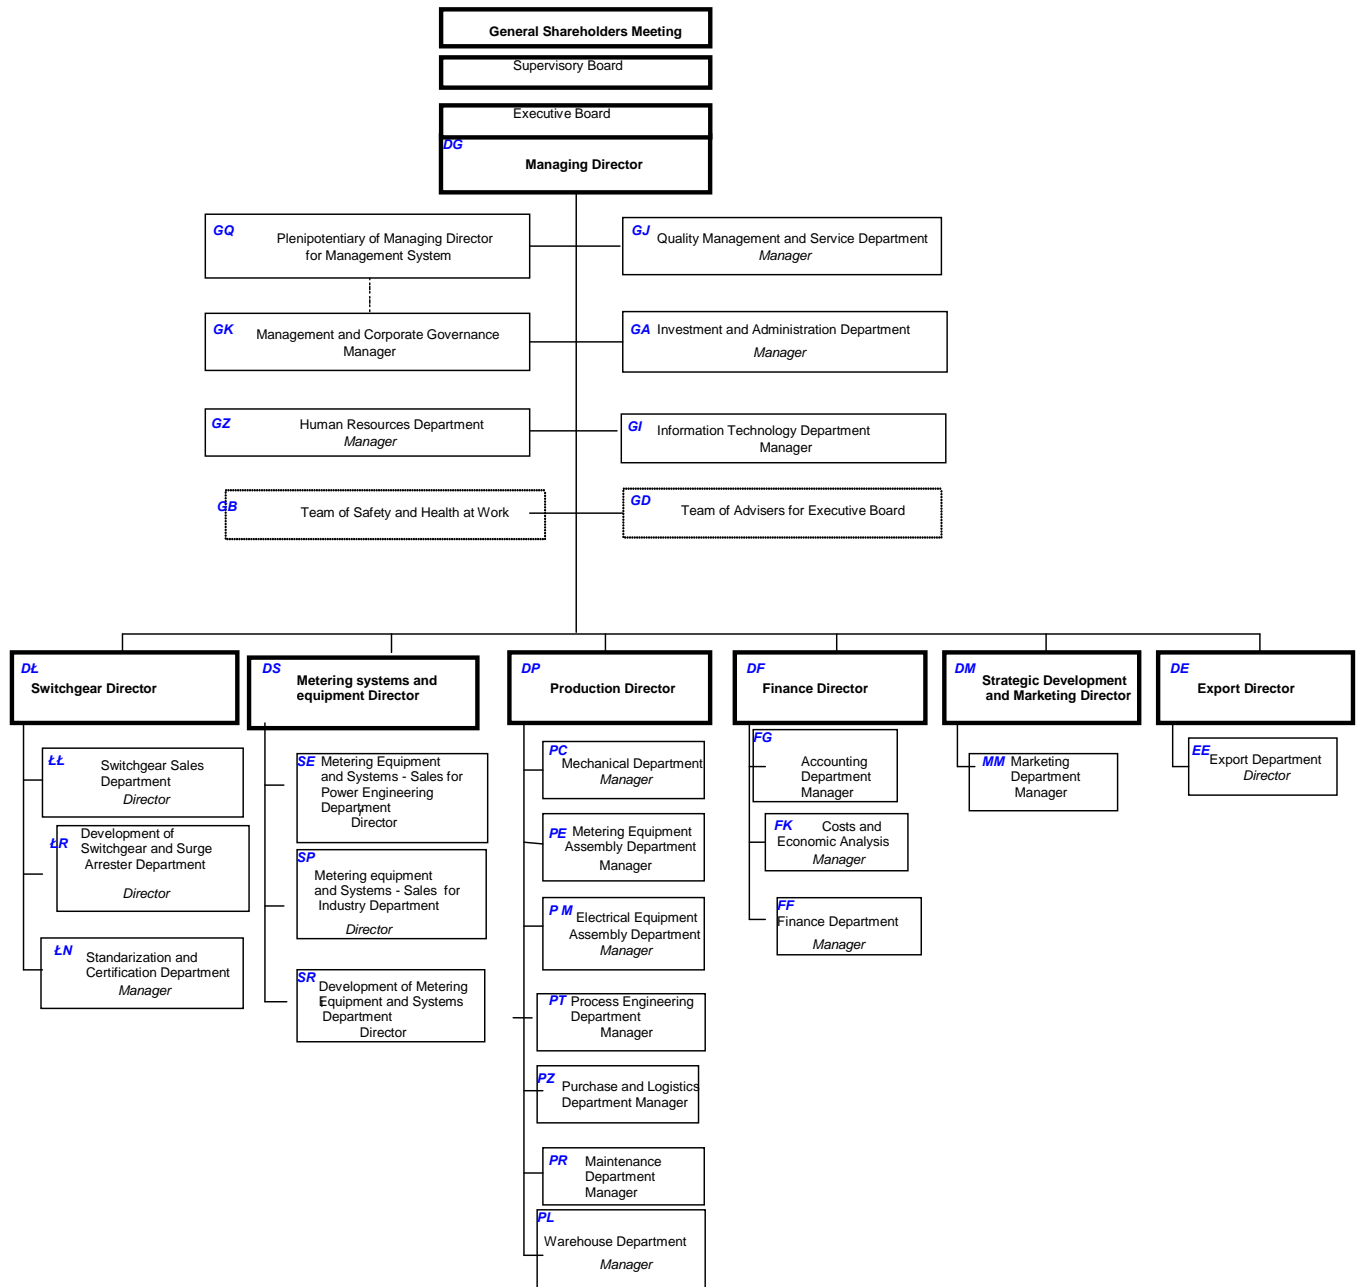 General Shareholders Meeting
Supervisory Board
Executive Board
DG
Managing Director
GQ
Plenipotentiary of Managing Director
for Management System
GJ
Quality Management and Service Department
Manager
GK
Management and Corporate Governance
Manager
GA
Investment and Administration Department
Manager
GZ
Human Resources Department
Manager
GI
Information Technology Department
Manager
GB
Team of Safety and Health at Work
GD
Team of Advisers for Executive Board
DŁ
Switchgear Director
DS
Metering systems and
equipment Director
DP
Production Director
DF
Finance Director
DM
Strategic Development
and Marketing Director
DE
Export Director
ŁŁ
Switchgear Sales
Department
Director
ŁR
Development of
Switchgear and Surge
Arrester Department
Director
ŁN
Standarization and
Certification Department
Manager
SE
Metering Equipment
and Systems - Sales for
Power Engineering
Department
Director
SP
Metering equipment
and Systems - Sales for
Industry Department
Director
SR
Development of Metering
Equipment and Systems
Department
Director
PC
Mechanical Department
Manager
PE
Metering Equipment
Assembly Department
Manager
P M
Electrical Equipment
Assembly Department
Manager
PT
Process Engineering
Department
Manager
PZ
Purchase and Logistics
Department Manager
PR
Maintenance
Department
Manager
PL
Warehouse Department
Manager
FG
Accounting
Department
Manager
FK
Costs and
Economic Analysis
Manager
FF
Finance Department
Manager
MM
Marketing
Department
Manager
EE
Export Department
Director